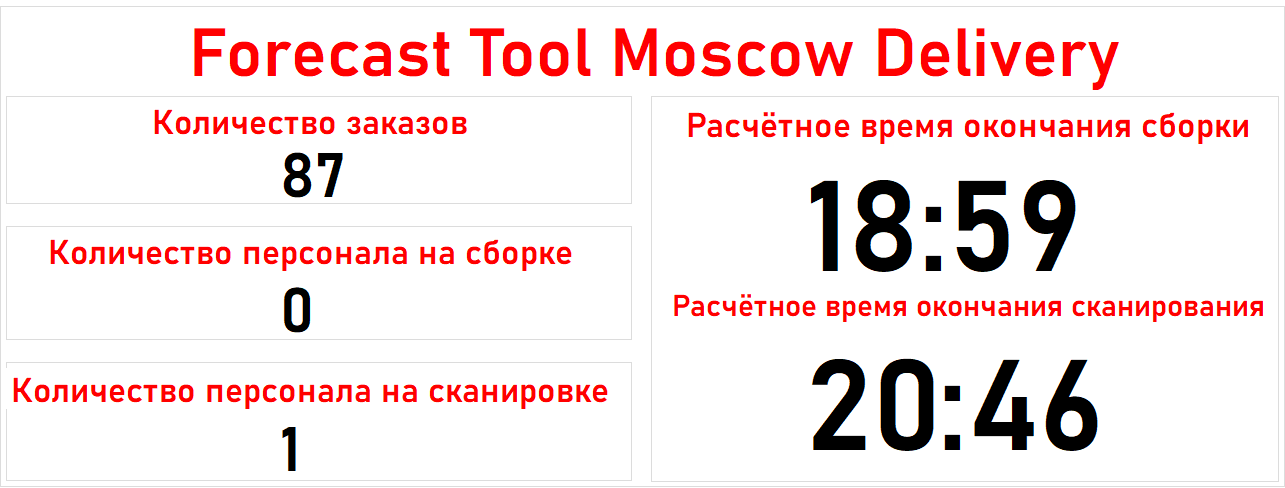 Forecast Tool Moscow Delivery
Количество заказов
87
Количество персонала на сборке
0
Количество персонала на сканировке
1
Расчётное время окончания сборки
18:59
Расчётное время окончания сканирования
20:46